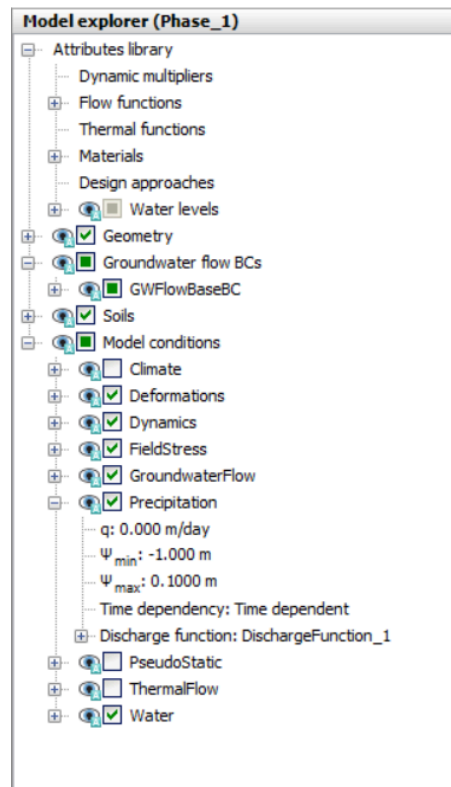 Model explorer (Phase_1)
Attributes library
Dynamic multipliers
Flow functions
Thermal functions
Materials
Design approaches
Water levels
Geometry
Groundwater flow BCs
GWFlowBaseBC
Soils
Model conditions
Climate
Deformations
Dynamics
FieldStress
GroundwaterFlow
Precipitation
q: 0.000 m/day
Ψmin: -1.000 m
Ψmax: 0.1000 m
Time dependency: Time dependent
Discharge function: DischargeFunction_1
PseudoStatic
ThermalFlow
Water